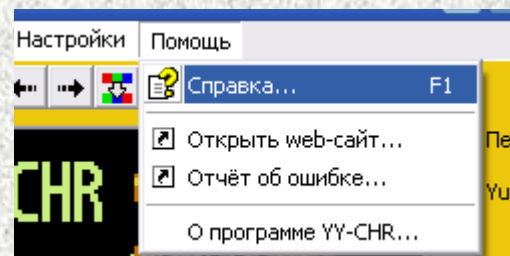 Настройки Помощь
Справка... F1
Открыть web-сайт...
Отчёт об ошибке...
О программе YY-CHR...
CHR